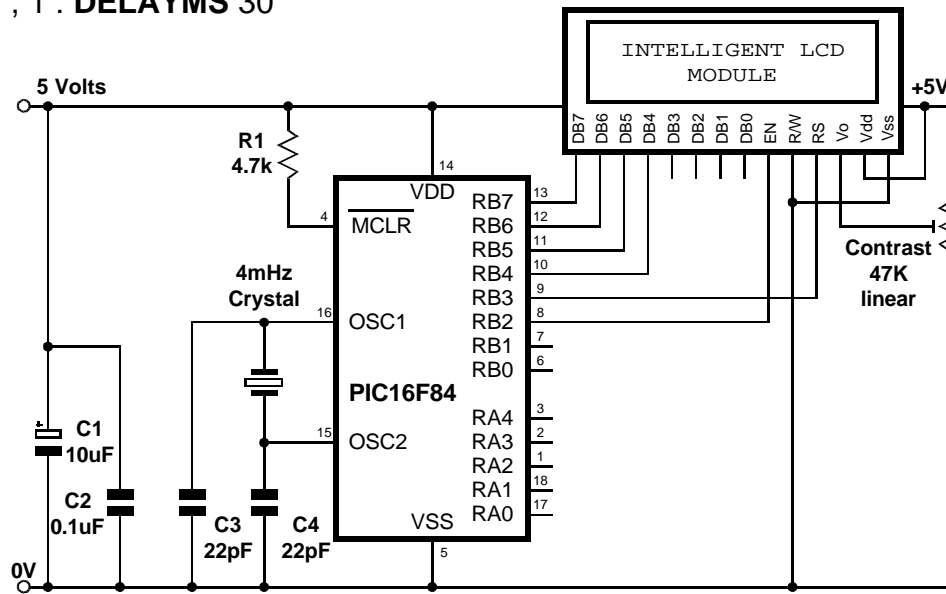 , 1 : DELAYMS 30
INTELLIGENT LCD
MODULE
5 Volts
+5V
DB7
DB6
DB5
DB4
DB3
DB2
DB1
DB0
EN
R/W
RS
Vo
Vdd
Vss
R1
4.7k
14
VDD
4
MCLR
RB7
13
RB6
12
RB5
11
RB4
10
RB3
9
RB2
8
RB1
7
RB0
6
Contrast
47K
linear
4mHz
Crystal
16
OSC1
PIC16F84
15
OSC2
RA4
3
RA3
2
RA2
1
RA1
18
RA0
17
+
C1
10uF
C2
0.1uF
C3
22pF
C4
22pF
VSS
5
0V